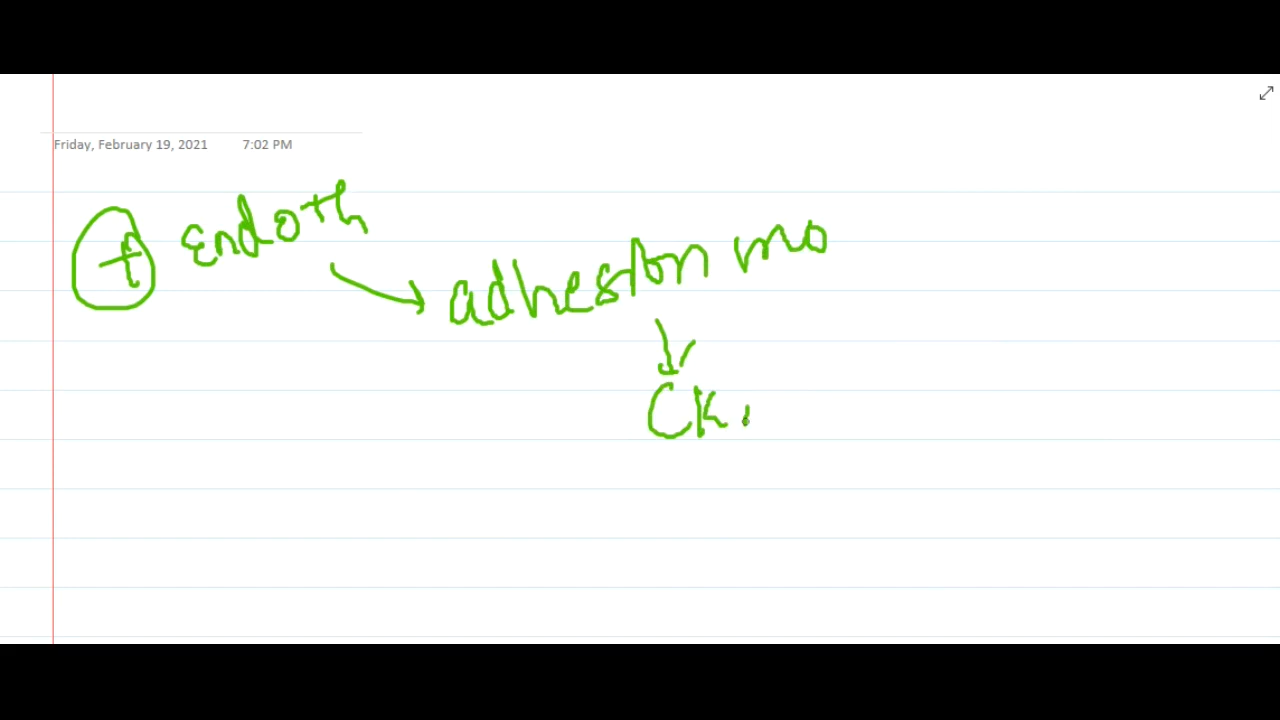 Friday, February 19, 2021 7:02 PM
+ Endoth
adhesion mo
CK